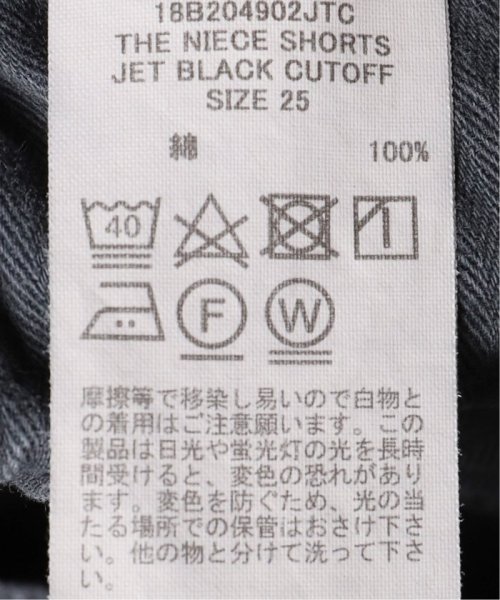 18B204902JTC
THE NIECE SHORTS
JET BLACK CUTOFF
SIZE 25
綿 100%
40
F W
摩擦等で移染し易いので白物と
の着用はご注意願います。この
製品は日光や蛍光灯の光を長時
間受けると、変色の恐れがあり
ます。変色を防ぐため、光の当
たる場所での保管はおさけ下さ
い。他の物と分けて洗って下さ
い。